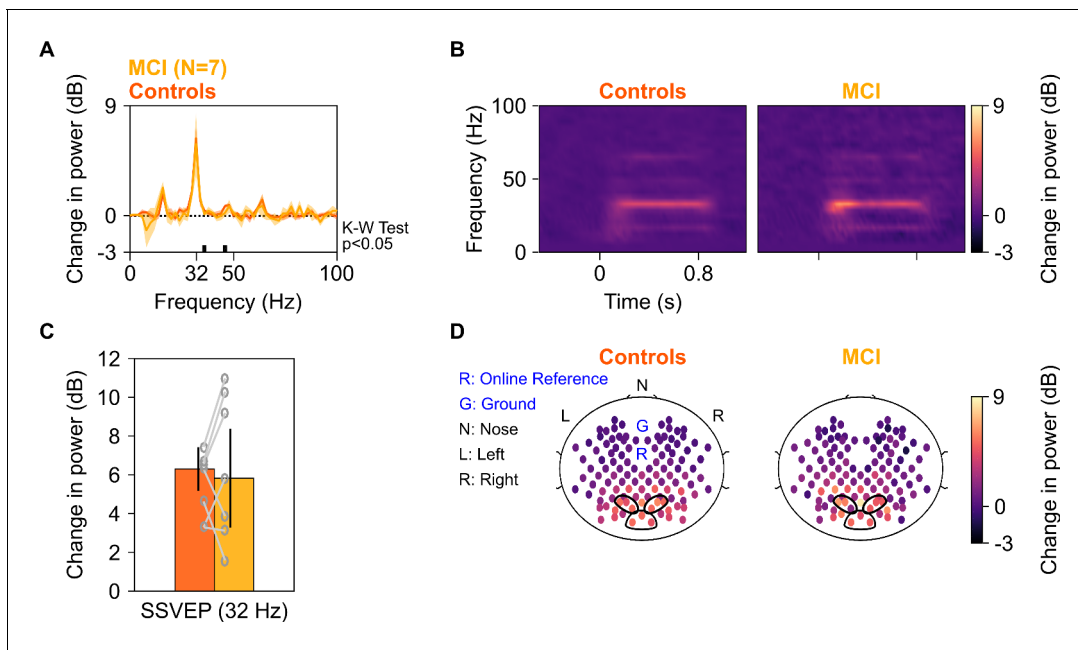 A
MCI (N=7)
Controls
Change in power (dB)
9
0
-3
K-W Test
p<0.05
0
32
50
100
Frequency (Hz)
B
Controls
MCI
Frequency (Hz)
100
50
0
0
0.8
Time (s)
9
0
-3
Change in power (dB)
C
Change in power (dB)
12
10
8
6
4
2
0
SSVEP (32 Hz)
D
Controls
MCI
R: Online Reference
G: Ground
N: Nose
L: Left
R: Right
N
L
R
G
R
9
0
-3
Change in power (dB)